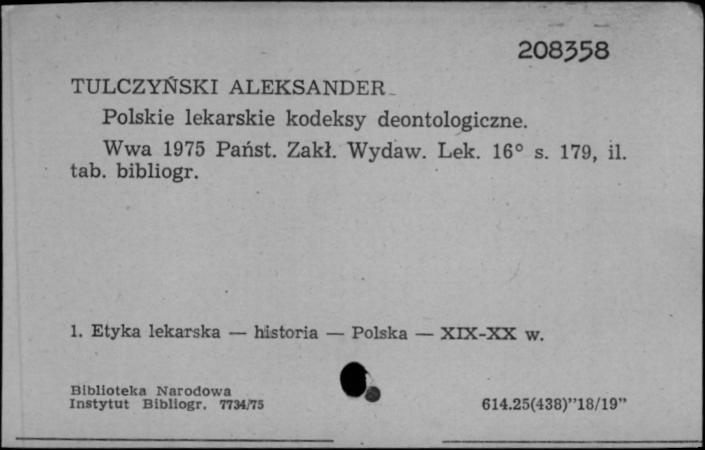 208358
TULCZYŃSKI ALEKSANDER
Polskie lekarskie kodeksy deontologiczne.
Wwa 1975 Państ. Zakł. Wydaw. Lek. 16° s. 179, il.
tab. bibliogr.
1. Etyka lekarska — historia — Polska — XIX-XX w.
Biblioteka Narodowa
Instytut Bibliogr. 7734/75
614.25(438)"18/19"